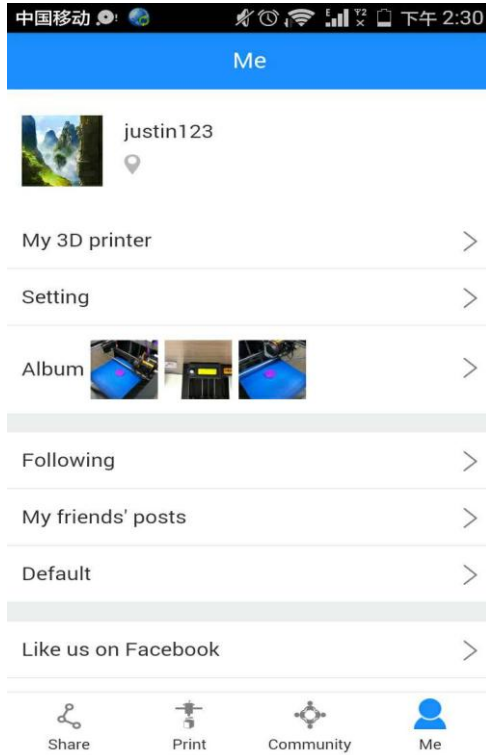 中国移动 下午 2:30
Me
justin123
My 3D printer
Setting
Album
Following
My friends' posts
Default
Like us on Facebook
Share Print Community Me